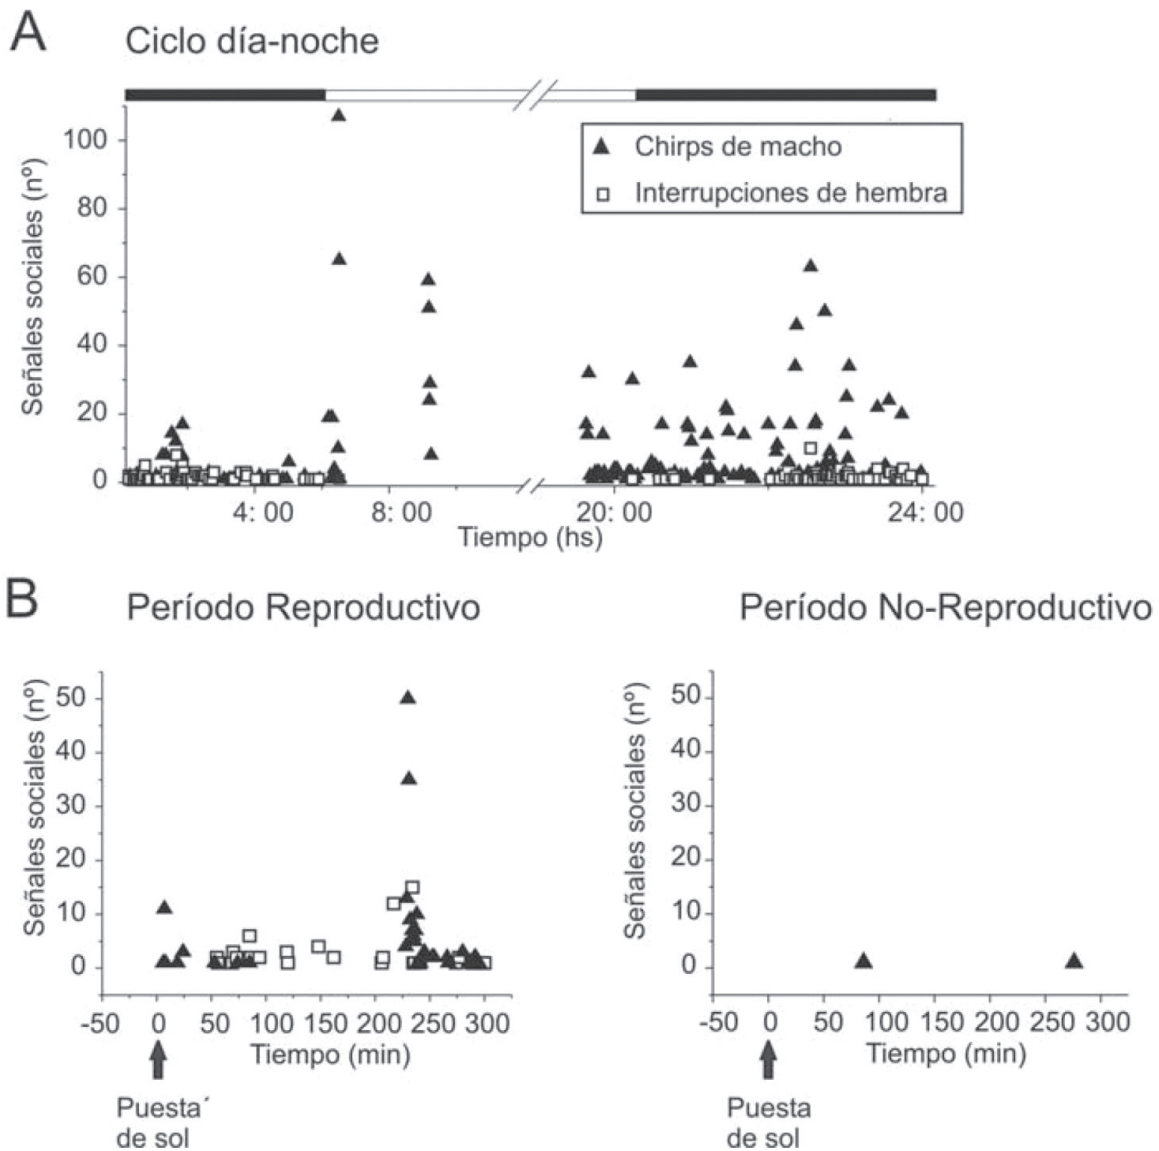 A
Ciclo día-noche
Señales sociales (nº)
100
80
60
40
20
0
Chirps de macho
Interrupciones de hembra
4: 00
8: 00
20: 00
24: 00
Tiempo (hs)
B
Período Reproductivo
Señales sociales (nº)
50
40
30
20
10
0
-50 0 50 100 150 200 250 300
Tiempo (min)
Puesta´
de sol
Período No-Reproductivo
Señales sociales (nº)
50
40
30
20
10
0
-50 0 50 100 150 200 250 300
Tiempo (min)
Puesta
de sol